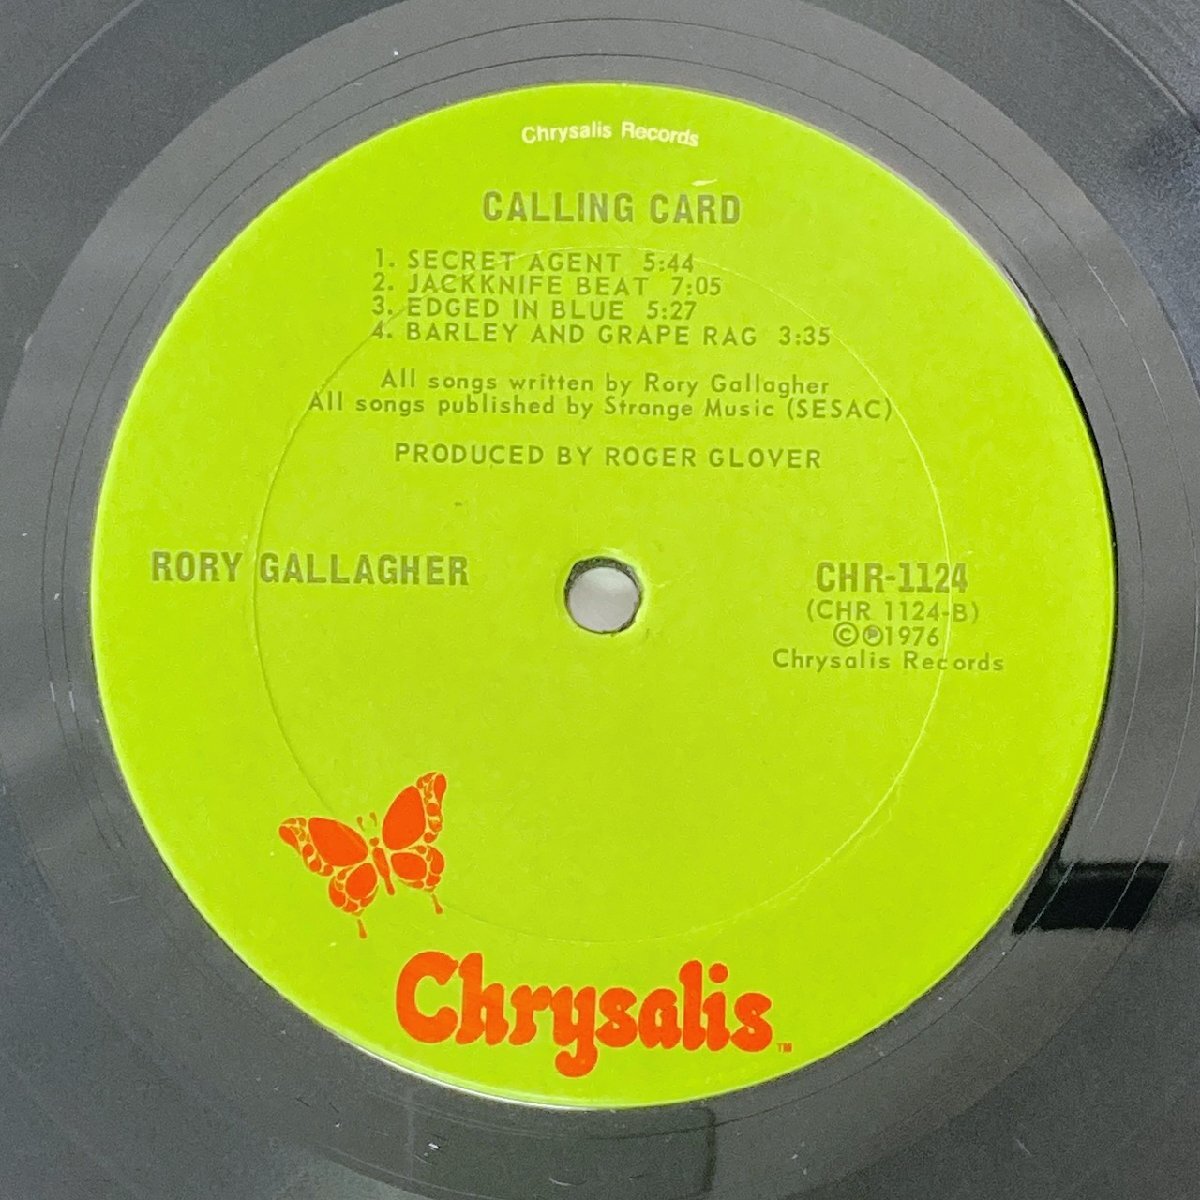 Chrysalis Records
CALLING CARD
1. SECRET AGENT 5:44
2. JACKKNIFE BEAT 7:05
3. EDGED IN BLUE 5:27
4. BARLEY AND GRAPE RAG 3:35
All songs written by Rory Gallagher
All songs published by Strange Music (SESAC)
PRODUCED BY ROGER GLOVER
RORY GALLAGHER
CHR-1124
(CHR 1124-B)
©℗1976
Chrysalis Records
Chrysalis™